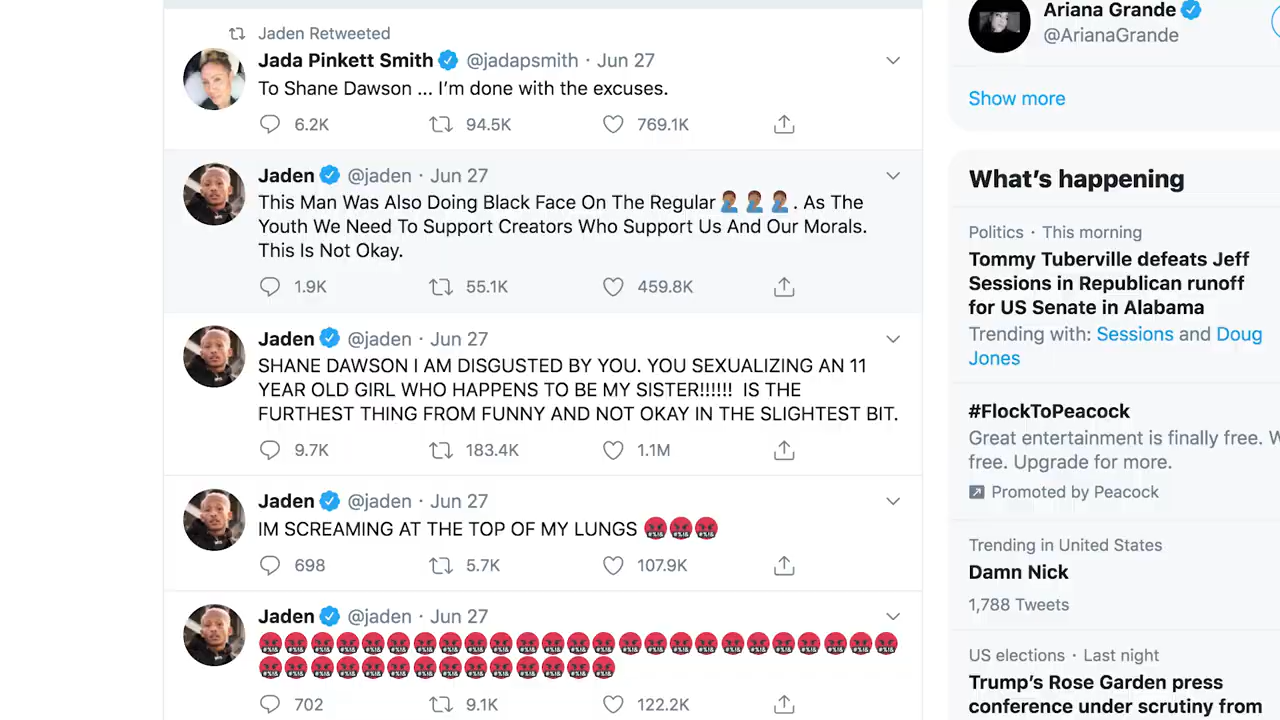 Jaden Retweeted
Jada Pinkett Smith @jadapsmith · Jun 27
To Shane Dawson ... I'm done with the excuses.
6.2K 94.5K 769.1K
Jaden @jaden · Jun 27
This Man Was Also Doing Black Face On The Regular 🤦🏾‍♂️🤦🏾‍♂️🤦🏾‍♂️. As The
Youth We Need To Support Creators Who Support Us And Our Morals.
This Is Not Okay.
1.9K 55.1K 459.8K
Jaden @jaden · Jun 27
SHANE DAWSON I AM DISGUSTED BY YOU. YOU SEXUALIZING AN 11
YEAR OLD GIRL WHO HAPPENS TO BE MY SISTER!!!!!! IS THE
FURTHEST THING FROM FUNNY AND NOT OKAY IN THE SLIGHTEST BIT.
9.7K 183.4K 1.1M
Jaden @jaden · Jun 27
IM SCREAMING AT THE TOP OF MY LUNGS 🤬🤬🤬
698 5.7K 107.9K
Jaden @jaden · Jun 27
🤬🤬🤬🤬🤬🤬🤬🤬🤬🤬🤬🤬🤬🤬🤬🤬🤬🤬🤬🤬🤬🤬🤬🤬🤬
🤬🤬🤬🤬🤬🤬🤬🤬🤬🤬🤬🤬🤬🤬
702 9.1K 122.2K
Ariana Grande
@ArianaGrande
Show more
What's happening
Politics · This morning
Tommy Tuberville defeats Jeff
Sessions in Republican runoff
for US Senate in Alabama
Trending with: Sessions and Doug
Jones
#FlockToPeacock
Great entertainment is finally free. W
free. Upgrade for more.
Promoted by Peacock
Trending in United States
Damn Nick
1,788 Tweets
US elections · Last night
Trump's Rose Garden press
conference under scrutiny from